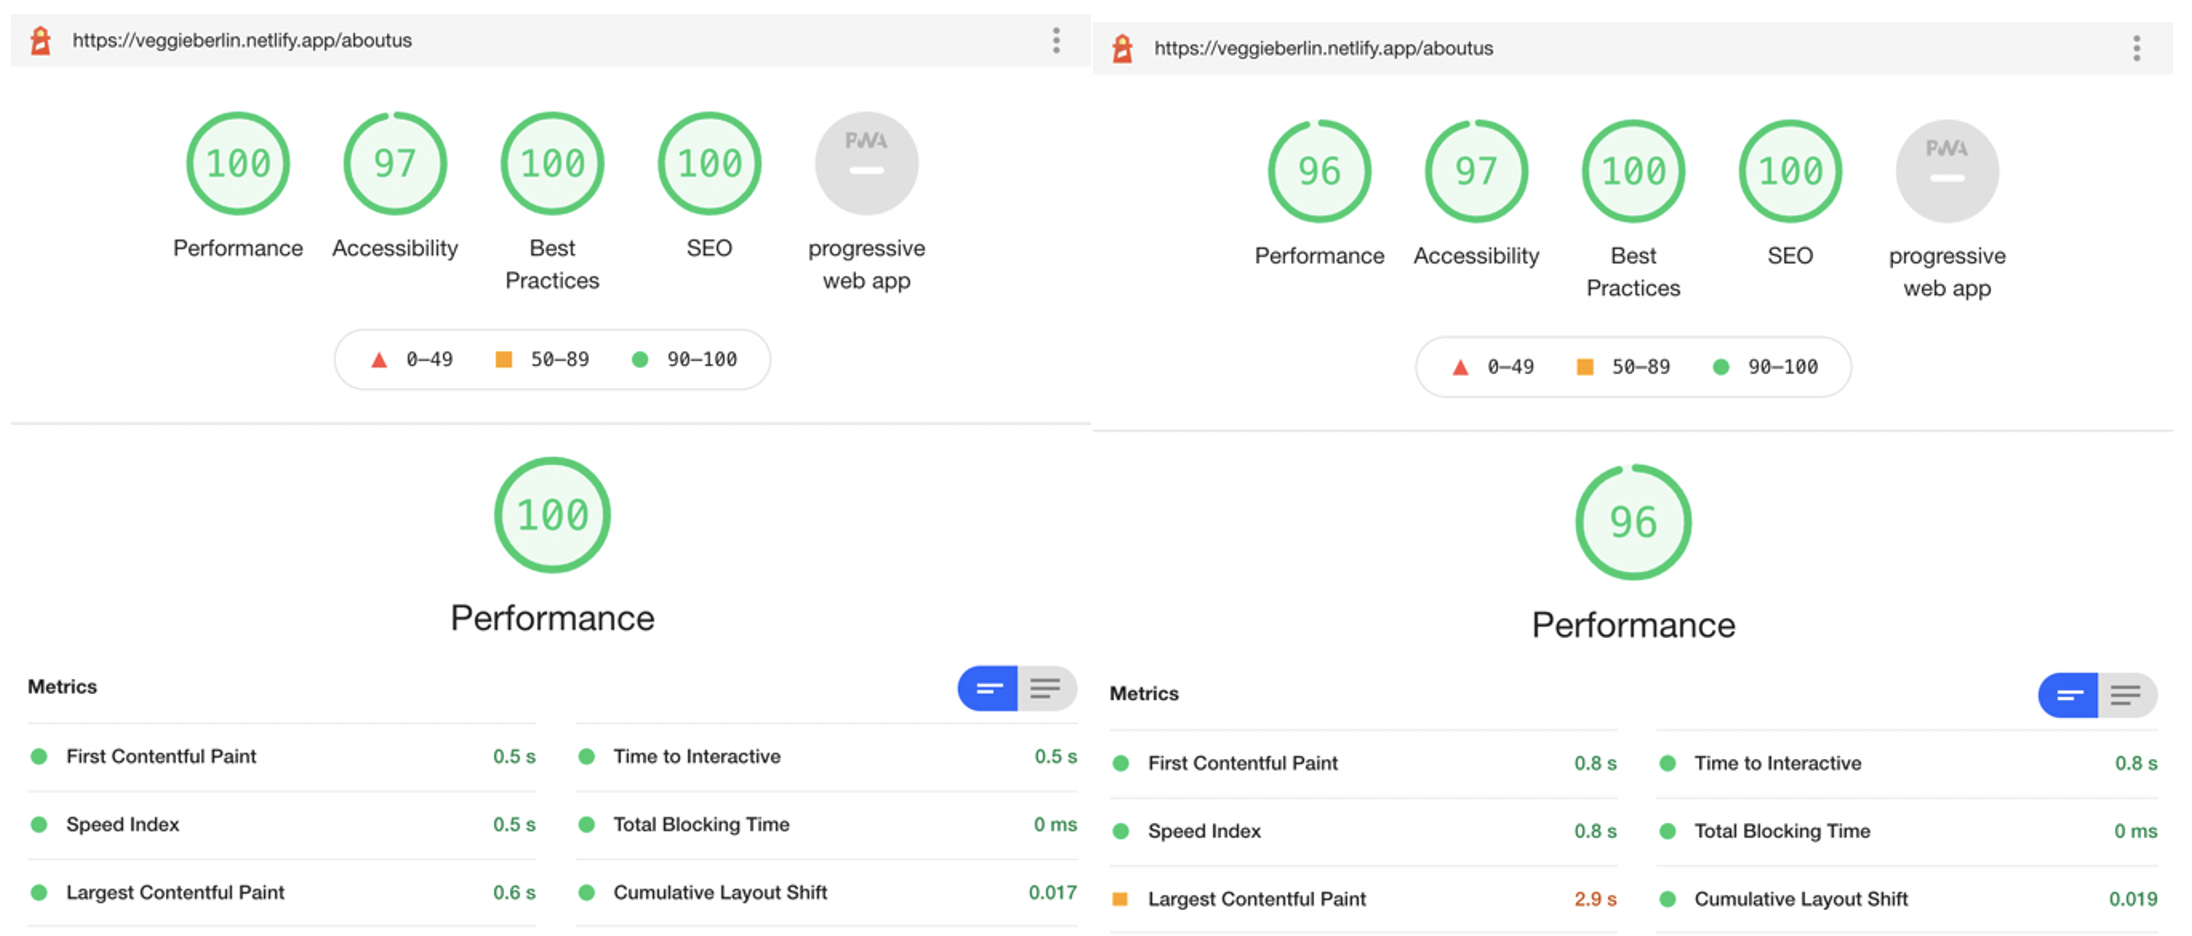 https://veggieberlin.netlify.app/aboutus
100
97
100
100
PWA
Performance
Accessibility
Best
Practices
SEO
progressive
web app
0–49
50–89
90–100
100
Performance
Metrics
First Contentful Paint
0.5 s
Time to Interactive
0.5 s
Speed Index
0.5 s
Total Blocking Time
0 ms
Largest Contentful Paint
0.6 s
Cumulative Layout Shift
0.017
https://veggieberlin.netlify.app/aboutus
96
97
100
100
PWA
Performance
Accessibility
Best
Practices
SEO
progressive
web app
0–49
50–89
90–100
96
Performance
Metrics
First Contentful Paint
0.8 s
Time to Interactive
0.8 s
Speed Index
0.8 s
Total Blocking Time
0 ms
Largest Contentful Paint
2.9 s
Cumulative Layout Shift
0.019